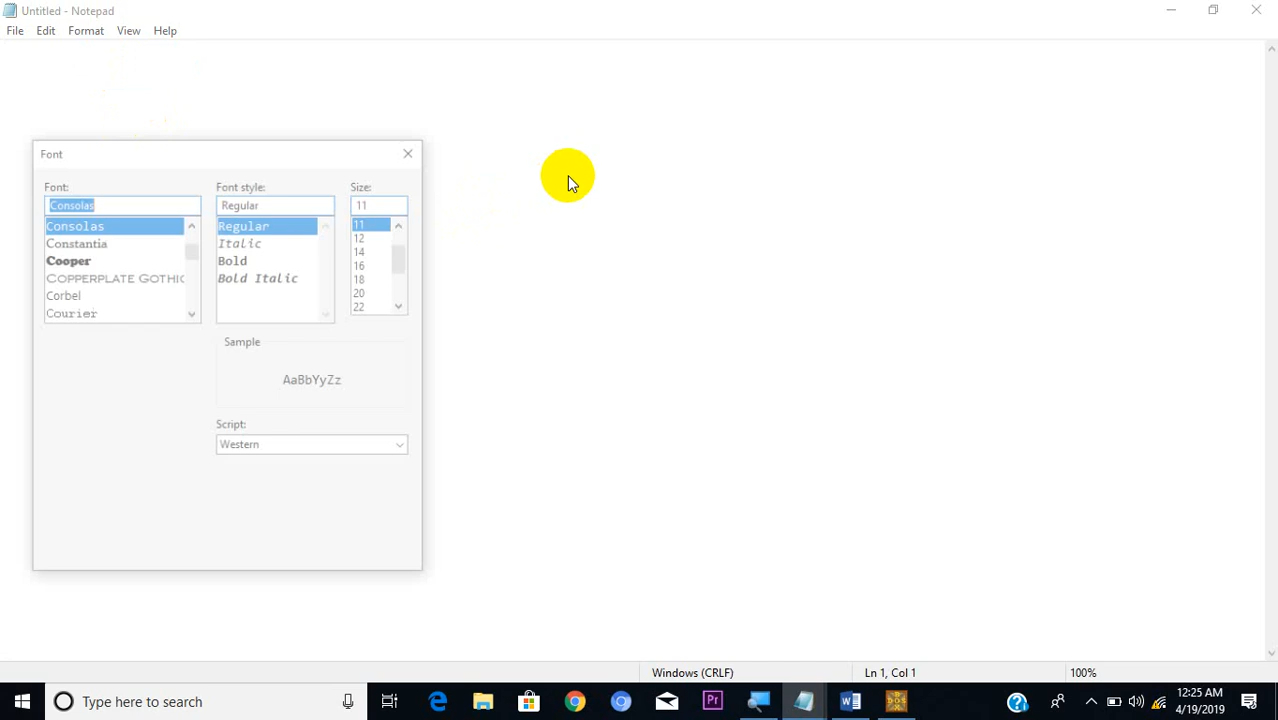 Untitled - Notepad
File Edit Format View Help
Font
Font: Font style: Size:
Consolas Regular 11
Consolas Regular 11
Constantia Italic 12
Cooper Bold 14
COPPERPLATE GOTHIC Bold Italic 16
Corbel 18
Courier 20
22
Sample
AaBbYyZz
Script:
Western
Windows (CRLF) Ln 1, Col 1 100%
Type here to search
Pr
W
DOS
12:25 AM
4/19/2019